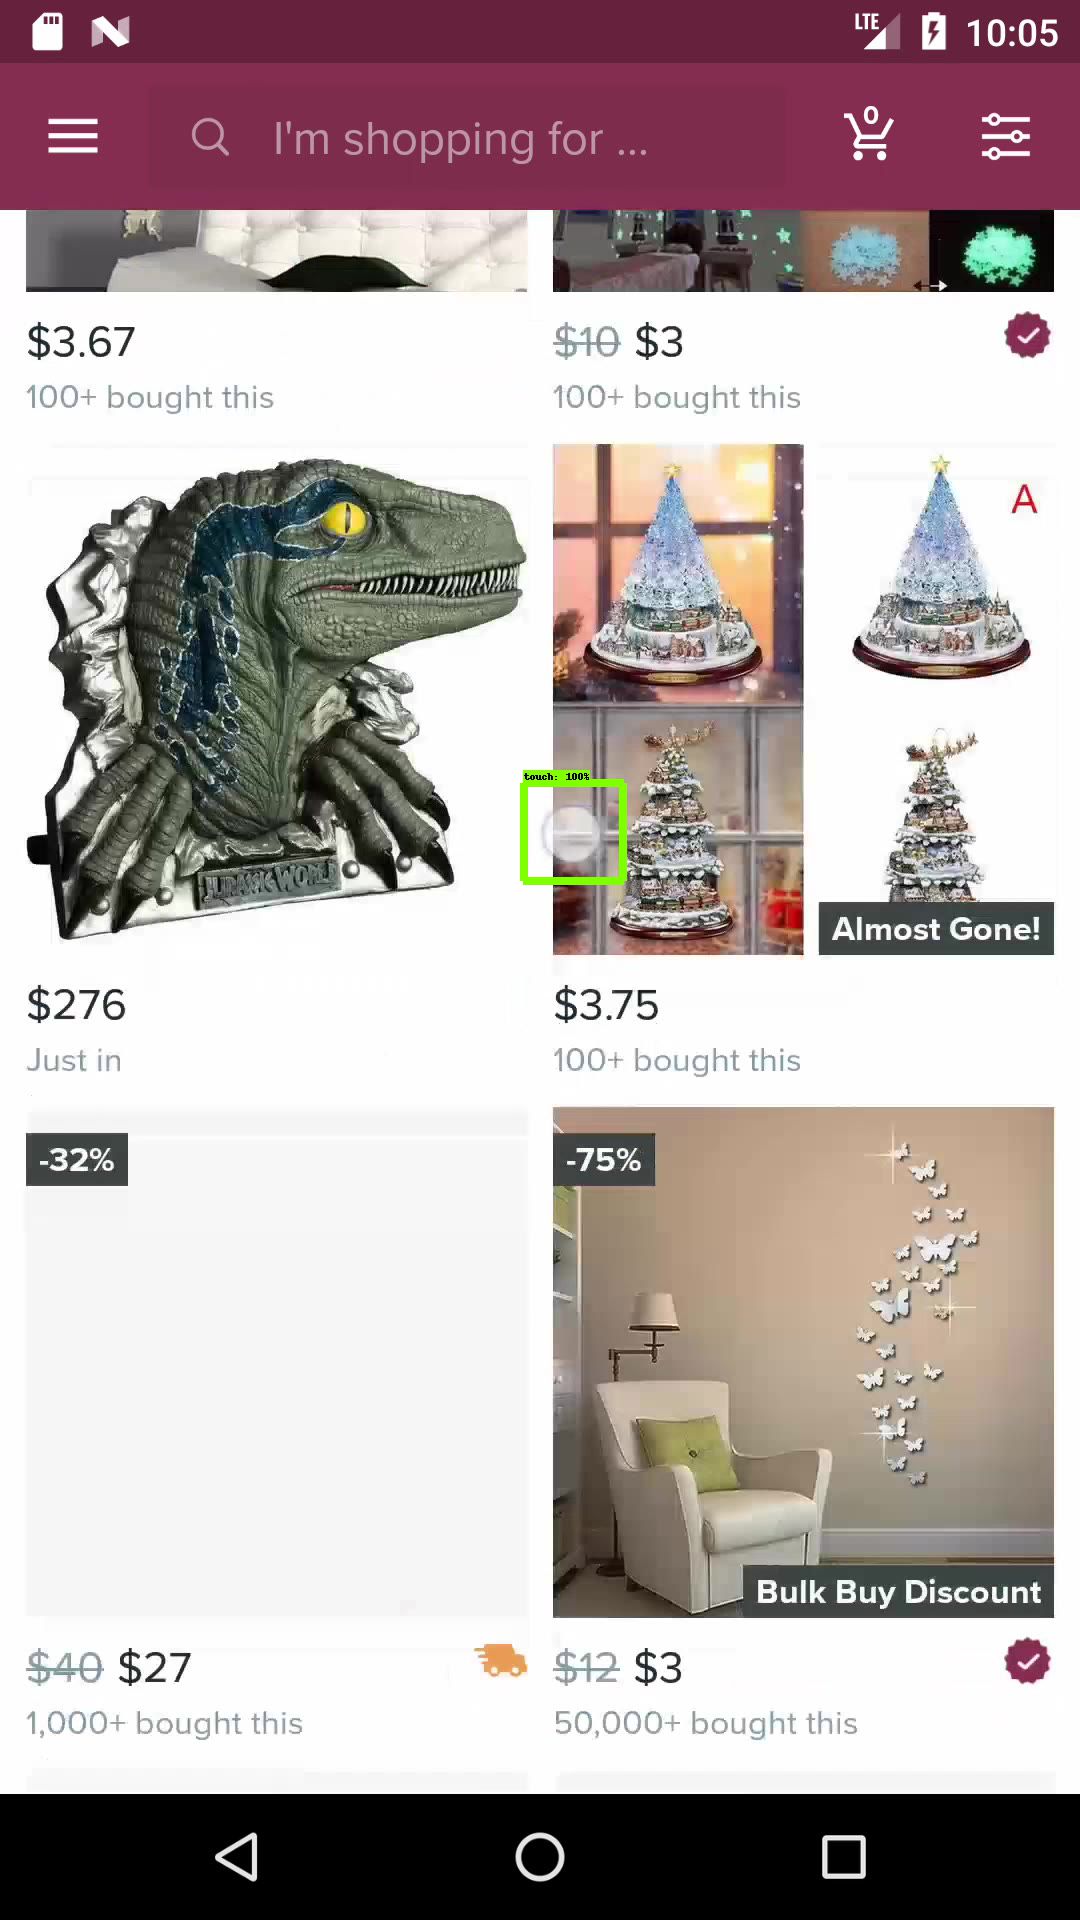 LTE 10:05
0
I'm shopping for ...
$3.67
$10 $3
100+ bought this
100+ bought this
A
touch: 100%
JURASSIC WORLD
Almost Gone!
$276
$3.75
Just in
100+ bought this
-32%
-75%
Bulk Buy Discount
$40 $27
$12 $3
1,000+ bought this
50,000+ bought this